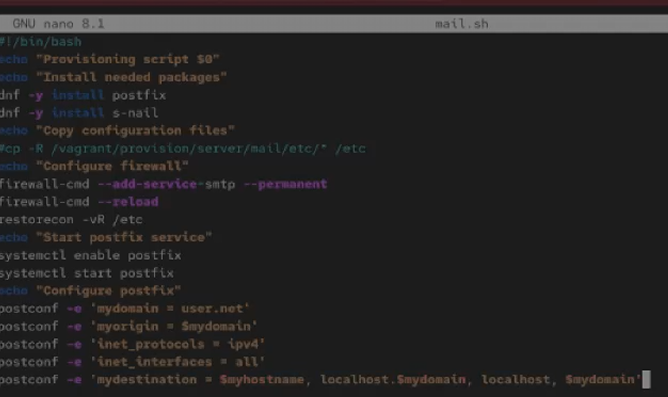 GNU nano 8.1 mail.sh
#!/bin/bash
echo "Provisioning script $0"
echo "Install needed packages"
dnf -y install postfix
dnf -y install s-nail
echo "Copy configuration files"
#cp -R /vagrant/provision/server/mail/etc/* /etc
echo "Configure firewall"
firewall-cmd --add-service=smtp --permanent
firewall-cmd --reload
restorecon -vR /etc
echo "Start postfix service"
systemctl enable postfix
systemctl start postfix
echo "Configure postfix"
postconf -e 'mydomain = user.net'
postconf -e 'myorigin = $mydomain'
postconf -e 'inet_protocols = ipv4'
postconf -e 'inet_interfaces = all'
postconf -e 'mydestination = $myhostname, localhost.$mydomain, localhost, $mydomain'